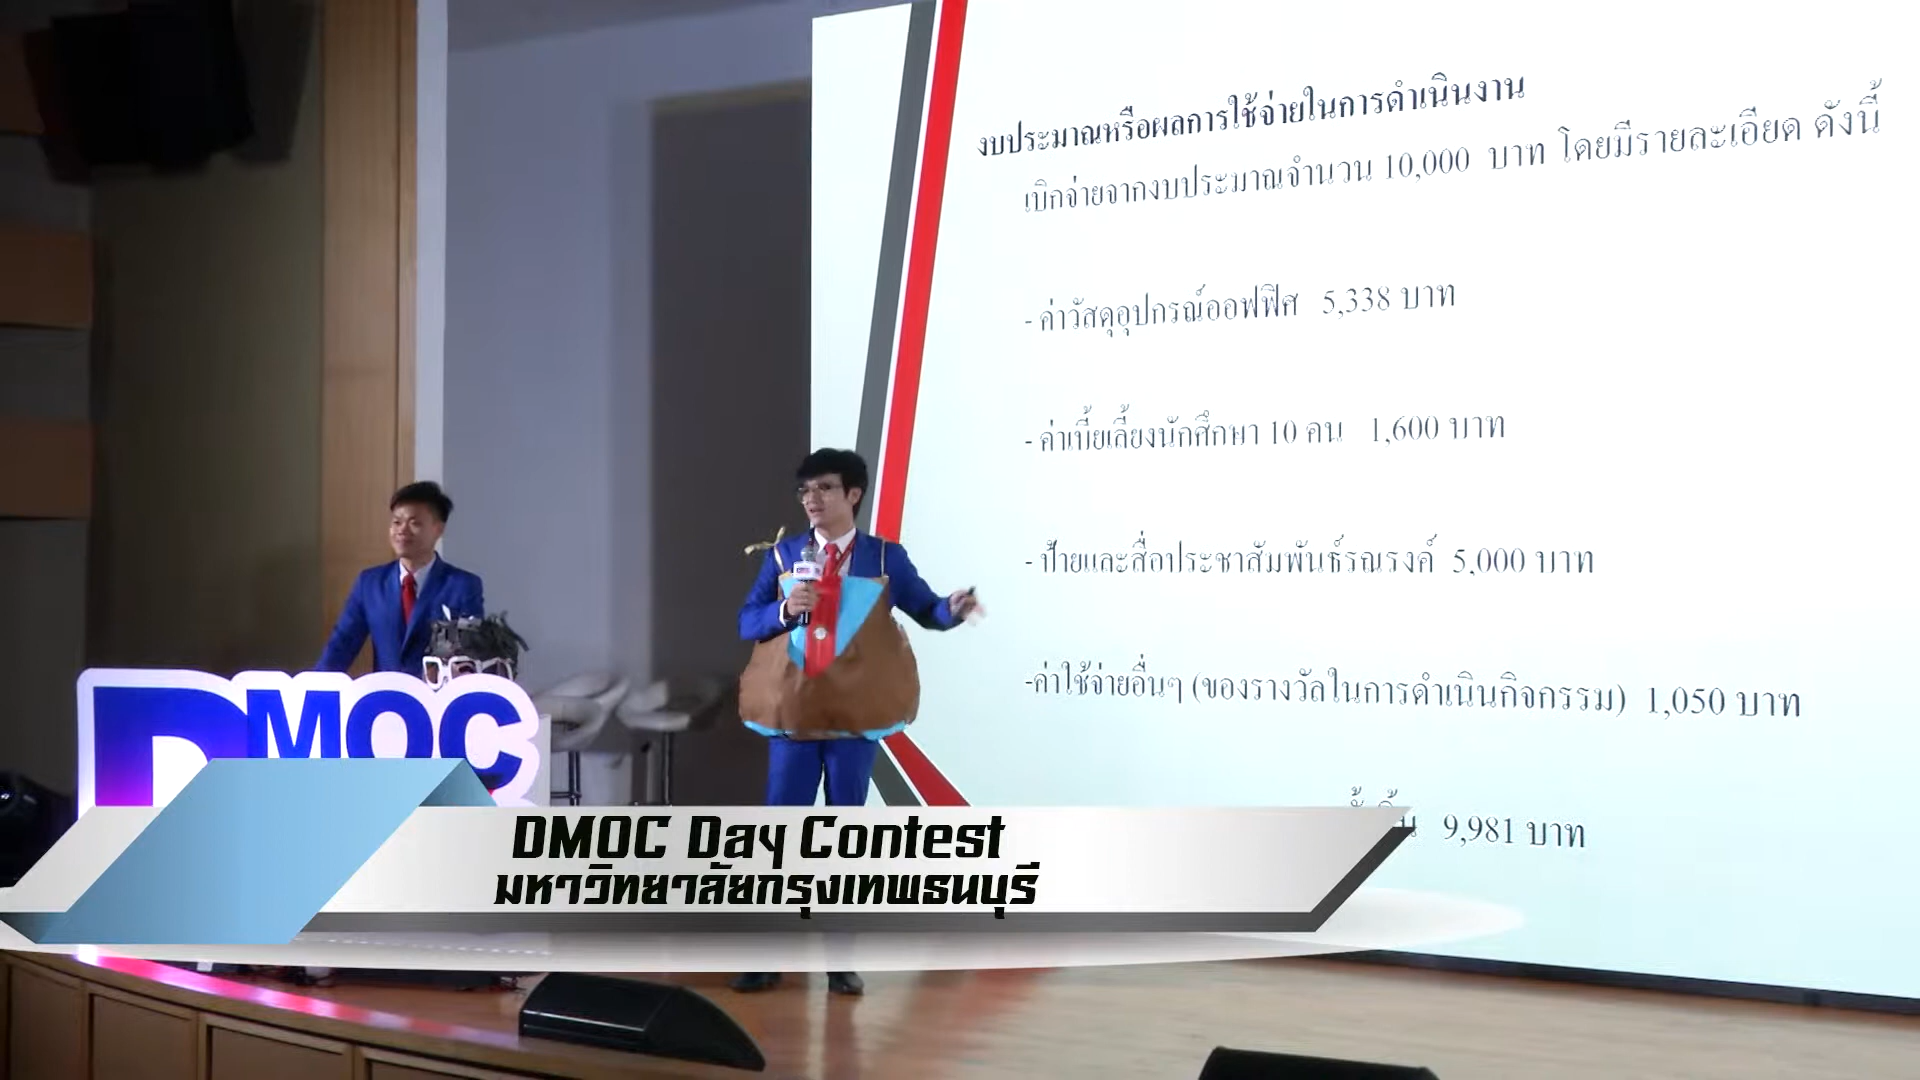 งบประมาณหรือผลการใช้จ่ายในการดำเนินงาน
เบิกจ่ายจากงบประมาณจำนวน 10,000 บาท โดยมีรายละเอียด ดังนี้
- ค่าวัสดุอุปกรณ์ออฟฟิศ 5,338 บาท
- ค่าเบี้ยเลี้ยงนักศึกษา 10 คน 1,600 บาท
- ป้ายและสื่อประชาสัมพันธ์รณรงค์ 5,000 บาท
-ค่าใช้จ่ายอื่นๆ (ของรางวัลในการดำเนินกิจกรรม) 1,050 บาท
9,981 บาท
DMOC
DMOC Day Contest
มหาวิทยาลัยกรุงเทพธนบุรี